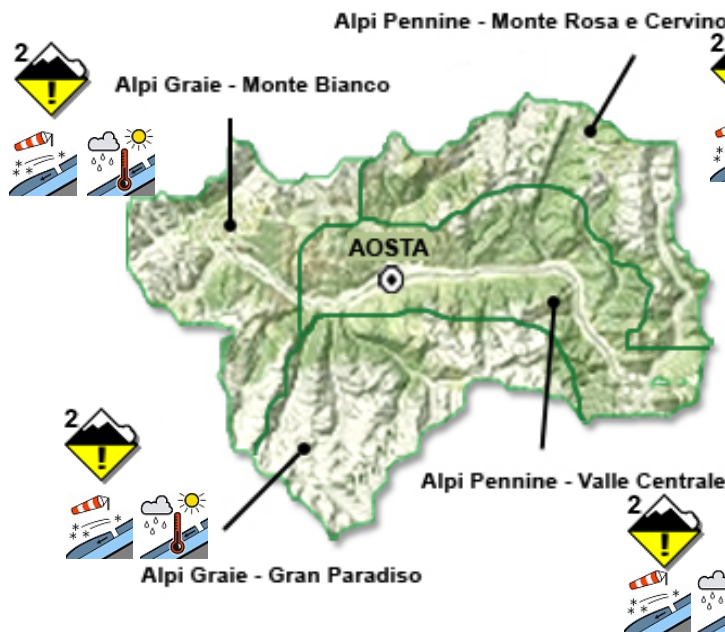 Alpi Pennine - Monte Rosa e Cervino
2
2
Alpi Graie - Monte Bianco
AOSTA
2
Alpi Pennine - Valle Centrale
2
Alpi Graie - Gran Paradiso